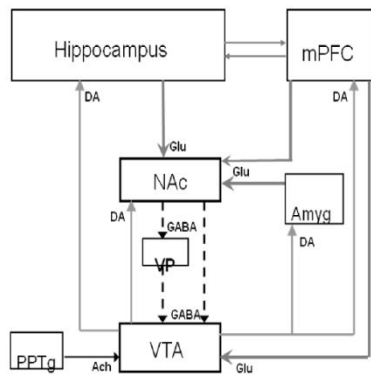 Hippocampus
mPFC
DA
DA
Glu
NAc
Glu
Amyg
DA
GABA
DA
VP
GABA
PPTg
Ach
VTA
Glu